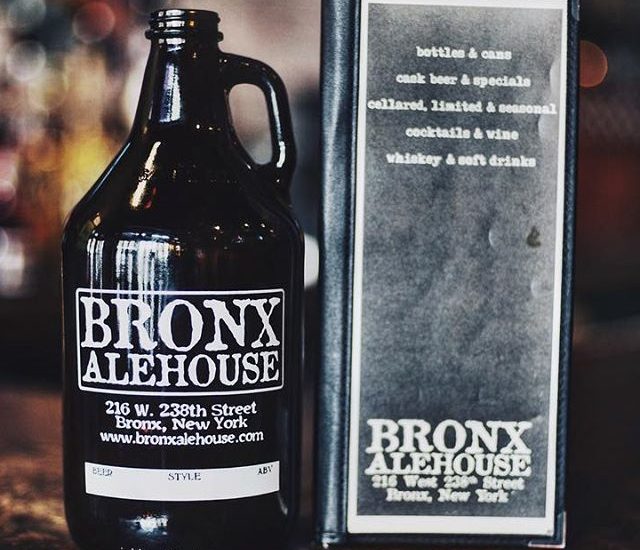 BRONX
ALEHOUSE
216 W. 238th Street
Bronx, New York
www.bronxalehouse.com
BEER STYLE ABV
bottles & cans
cask beer & specials
cellared, limited & seasonal
cocktails & wine
whiskey & soft drinks
BRONX
ALEHOUSE
216 West 238th Street
Bronx, New York